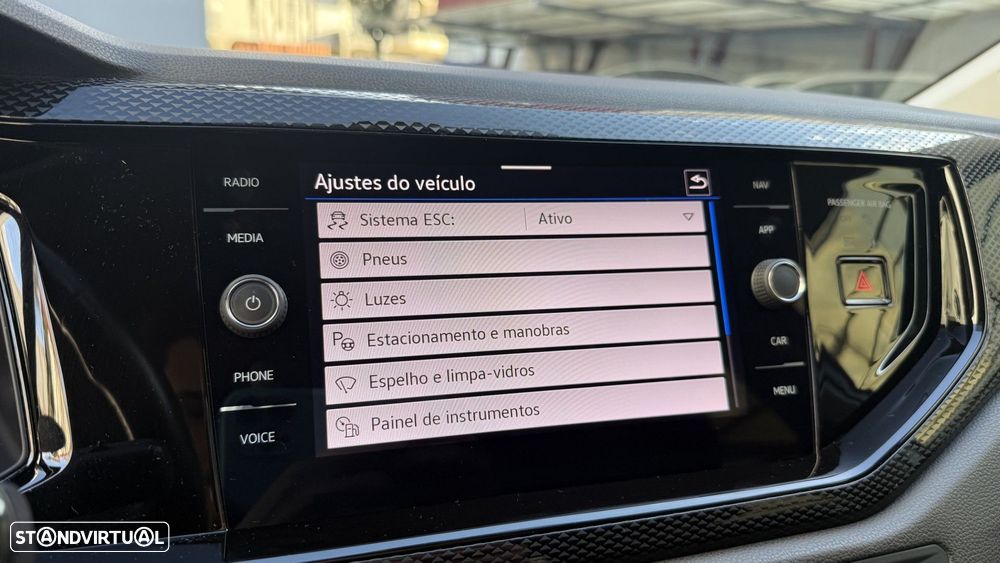 RADIO
MEDIA
PHONE
VOICE
Ajustes do veículo
Sistema ESC: Ativo
Pneus
Luzes
Estacionamento e manobras
Espelho e limpa-vidros
Painel de instrumentos
NAV
APP
CAR
MENU
PASSENGER AIR BAG
STANDVIRTUAL